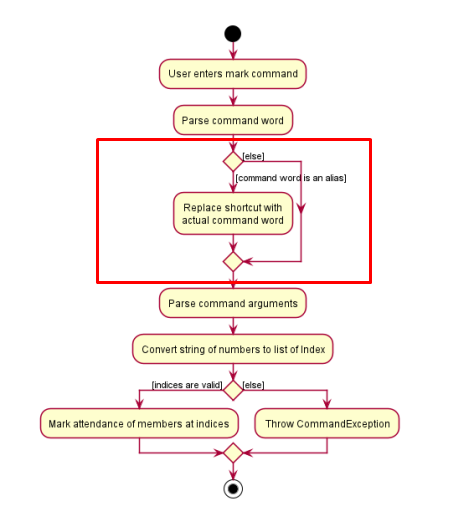 User enters mark command
Parse command word
[else]
[command word is an alias]
Replace shortcut with
actual command word
Parse command arguments
Convert string of numbers to list of Index
[indices are valid]
[else]
Mark attendance of members at indices
Throw CommandException